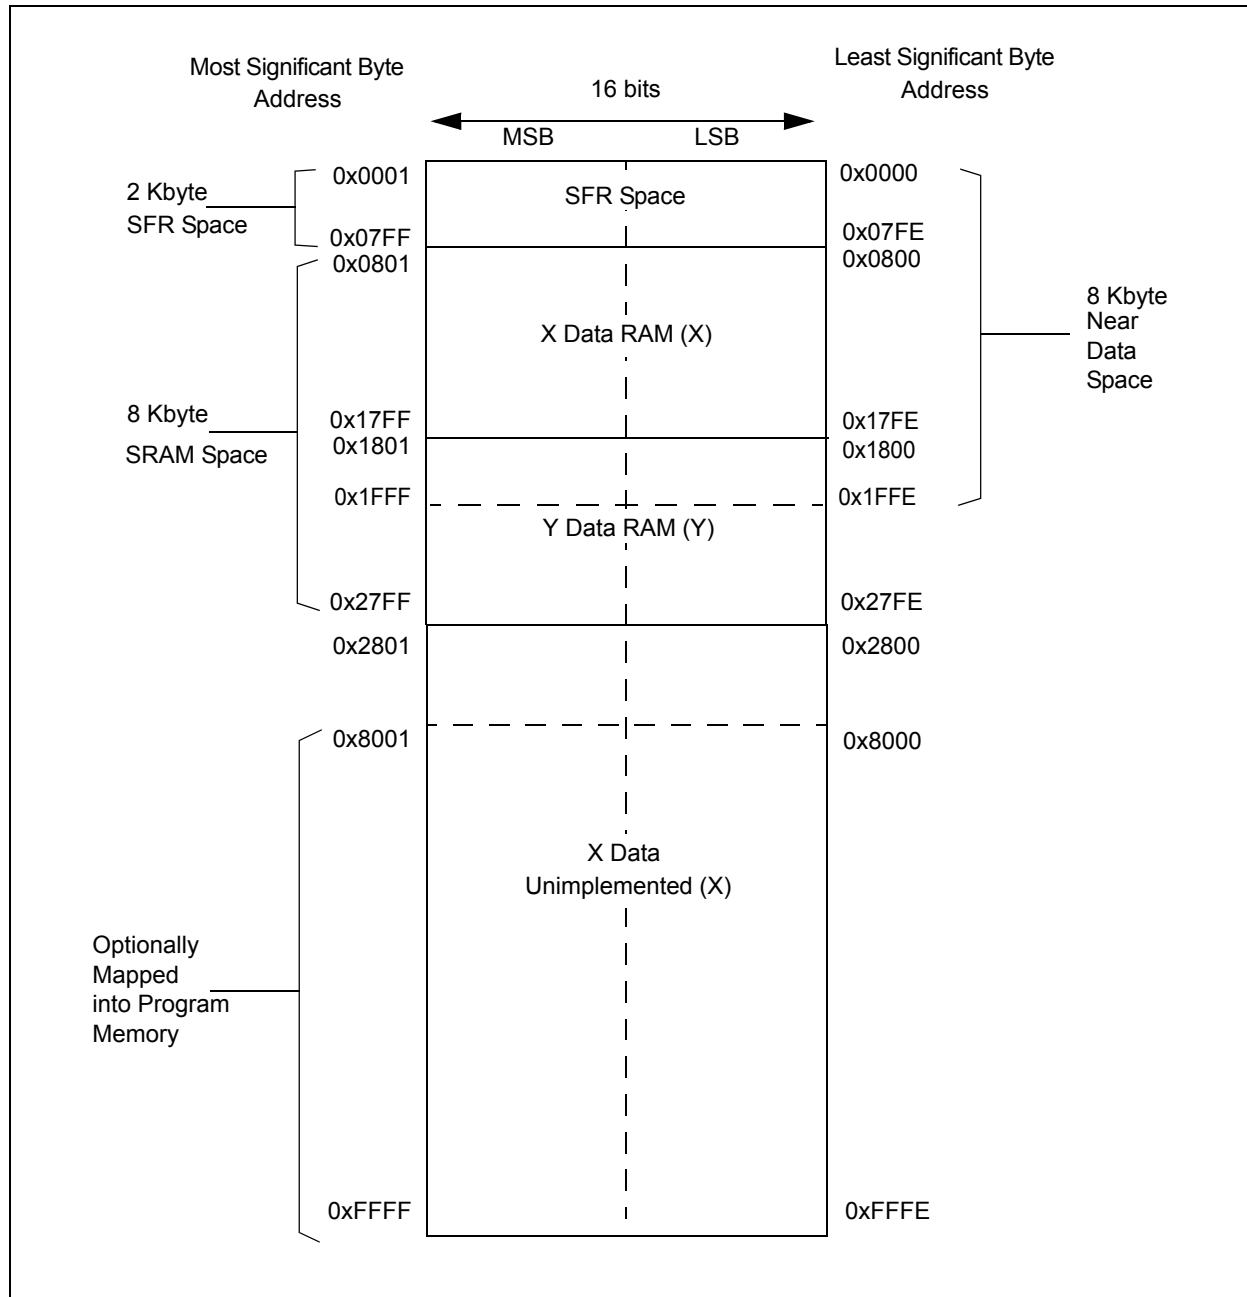 Most Significant Byte
Address
16 bits
Least Significant Byte
Address
MSB
LSB
2 Kbyte
SFR Space
0x0001
SFR Space
0x0000
0x07FF
0x07FE
0x0801
0x0800
8 Kbyte
Near
Data
Space
X Data RAM (X)
8 Kbyte
SRAM Space
0x17FF
0x17FE
0x1801
0x1800
0x1FFF
0x1FFE
Y Data RAM (Y)
0x27FF
0x27FE
0x2801
0x2800
0x8001
0x8000
X Data
Unimplemented (X)
Optionally
Mapped
into Program
Memory
0xFFFF
0xFFFE